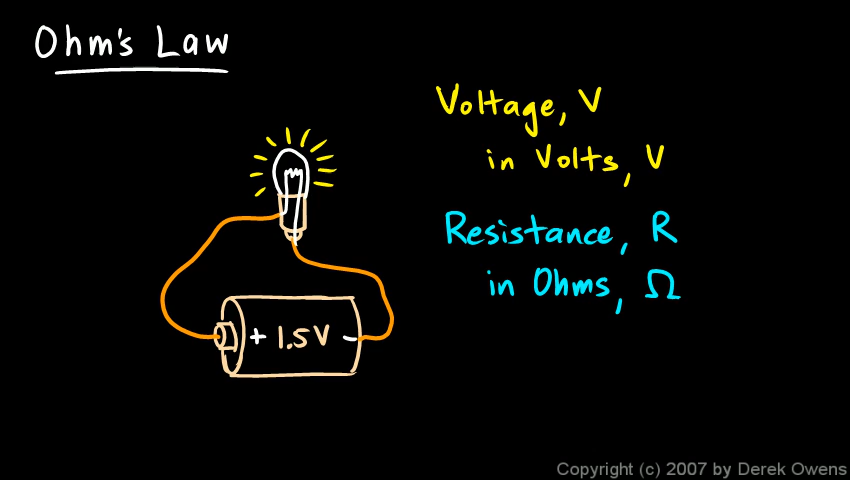 Ohm's Law
Voltage, V
in Volts, V
Resistance, R
in Ohms, Ω
+ 1.5V -
Copyright (c) 2007 by Derek Owens